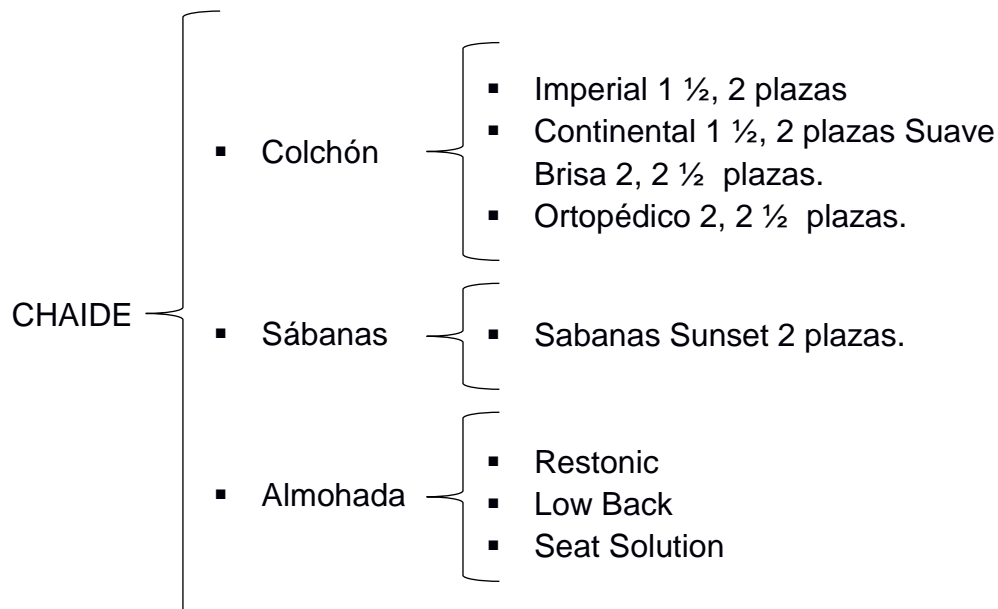 CHAIDE
▪ Colchón
▪ Imperial 1 ½, 2 plazas
▪ Continental 1 ½, 2 plazas Suave
Brisa 2, 2 ½ plazas.
▪ Ortopédico 2, 2 ½ plazas.
▪ Sábanas
▪ Sabanas Sunset 2 plazas.
▪ Almohada
▪ Restonic
▪ Low Back
▪ Seat Solution